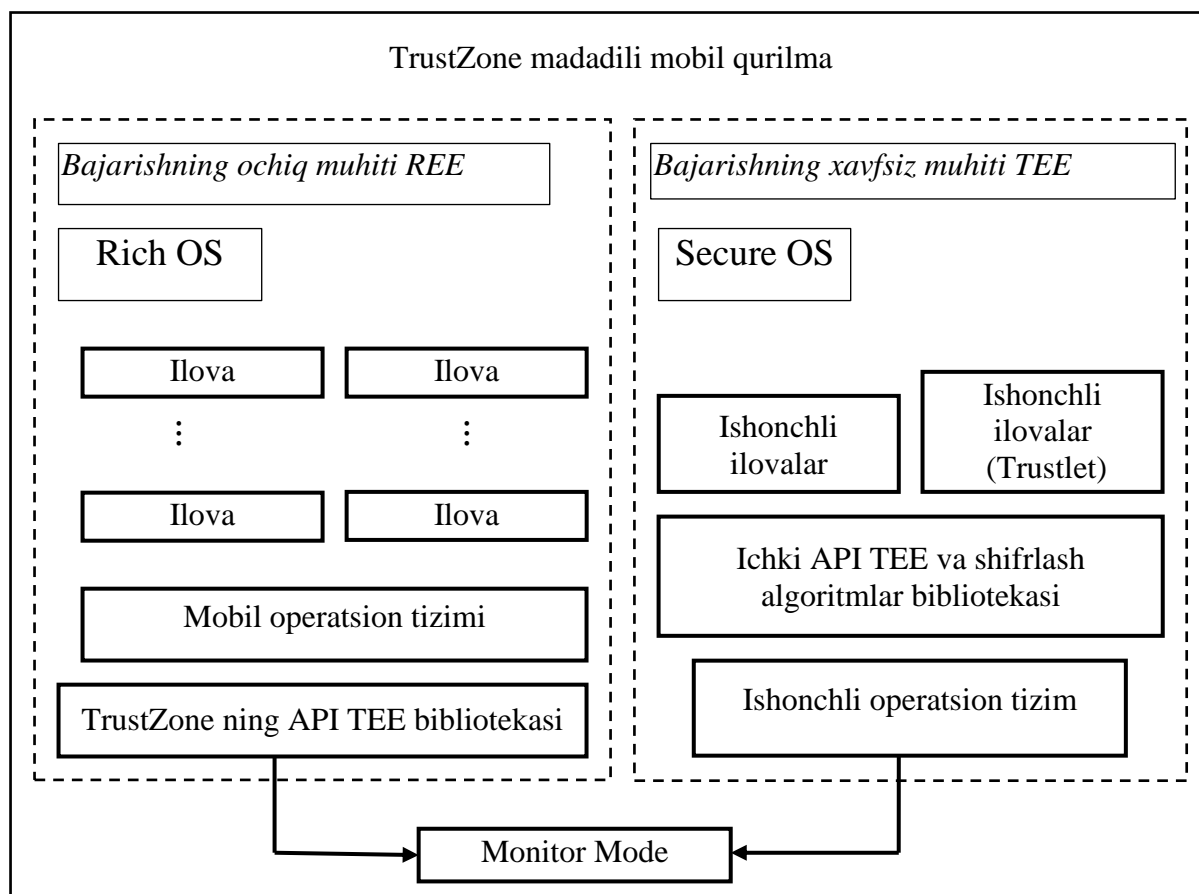 TrustZone madadili mobil qurilma
Bajarishning ochiq muhiti REE
Rich OS
Ilova
Ilova
⋮
⋮
Ilova
Ilova
Mobil operatsion tizimi
TrustZone ning API TEE bibliotekasi
Bajarishning xavfsiz muhiti TEE
Secure OS
Ishonchli
ilovalar
Ishonchli
ilovalar
(Trustlet)
Ichki API TEE va shifrlash
algoritmlar bibliotekasi
Ishonchli operatsion tizim
Monitor Mode